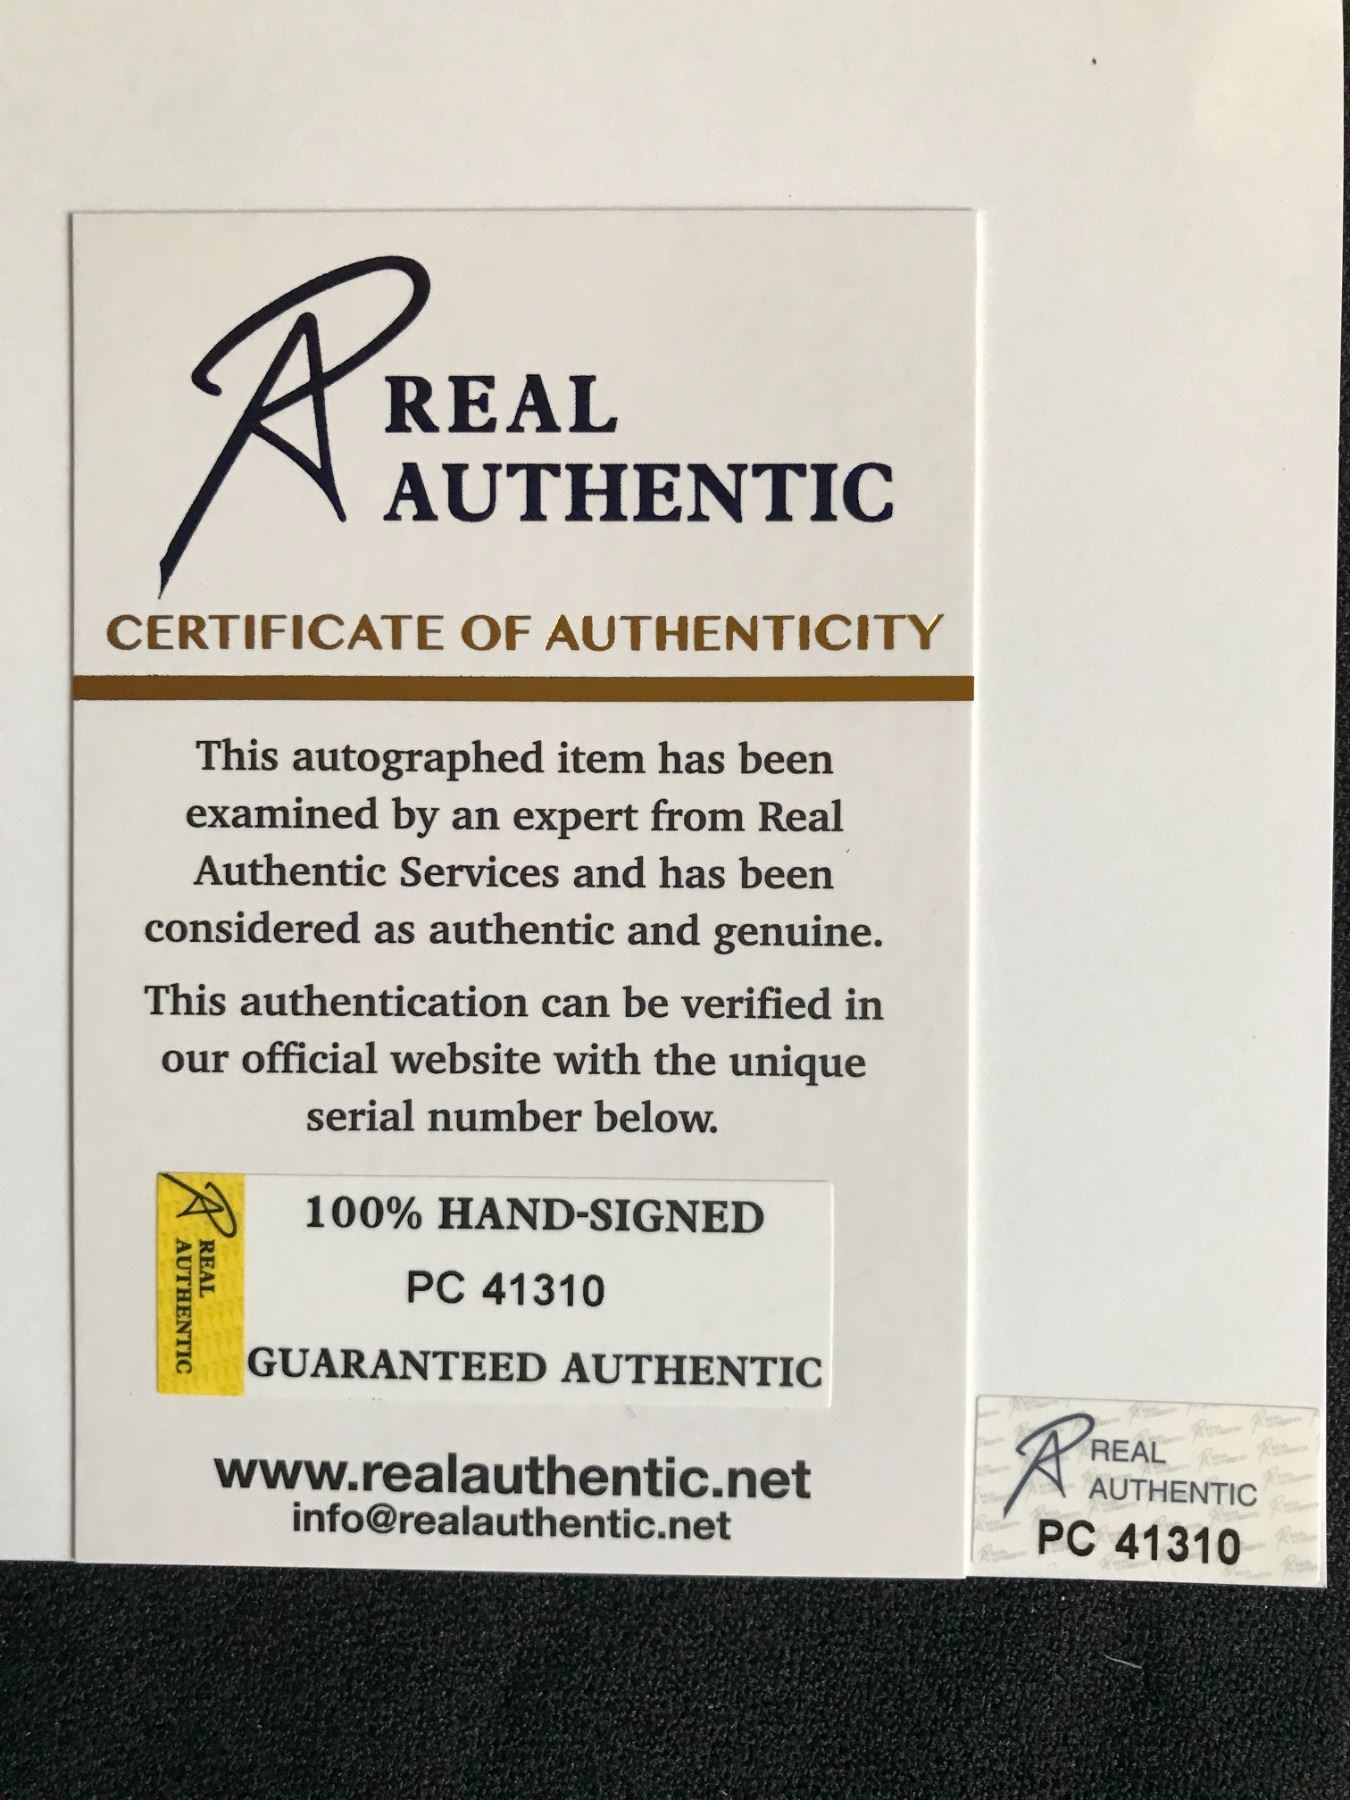 REAL
AUTHENTIC
CERTIFICATE OF AUTHENTICITY
This autographed item has been
examined by an expert from Real
Authentic Services and has been
considered as authentic and genuine.
This authentication can be verified in
our official website with the unique
serial number below.
REAL
AUTHENTIC
100% HAND-SIGNED
PC 41310
GUARANTEED AUTHENTIC
www.realauthentic.net
info@realauthentic.net
REAL
AUTHENTIC
PC 41310